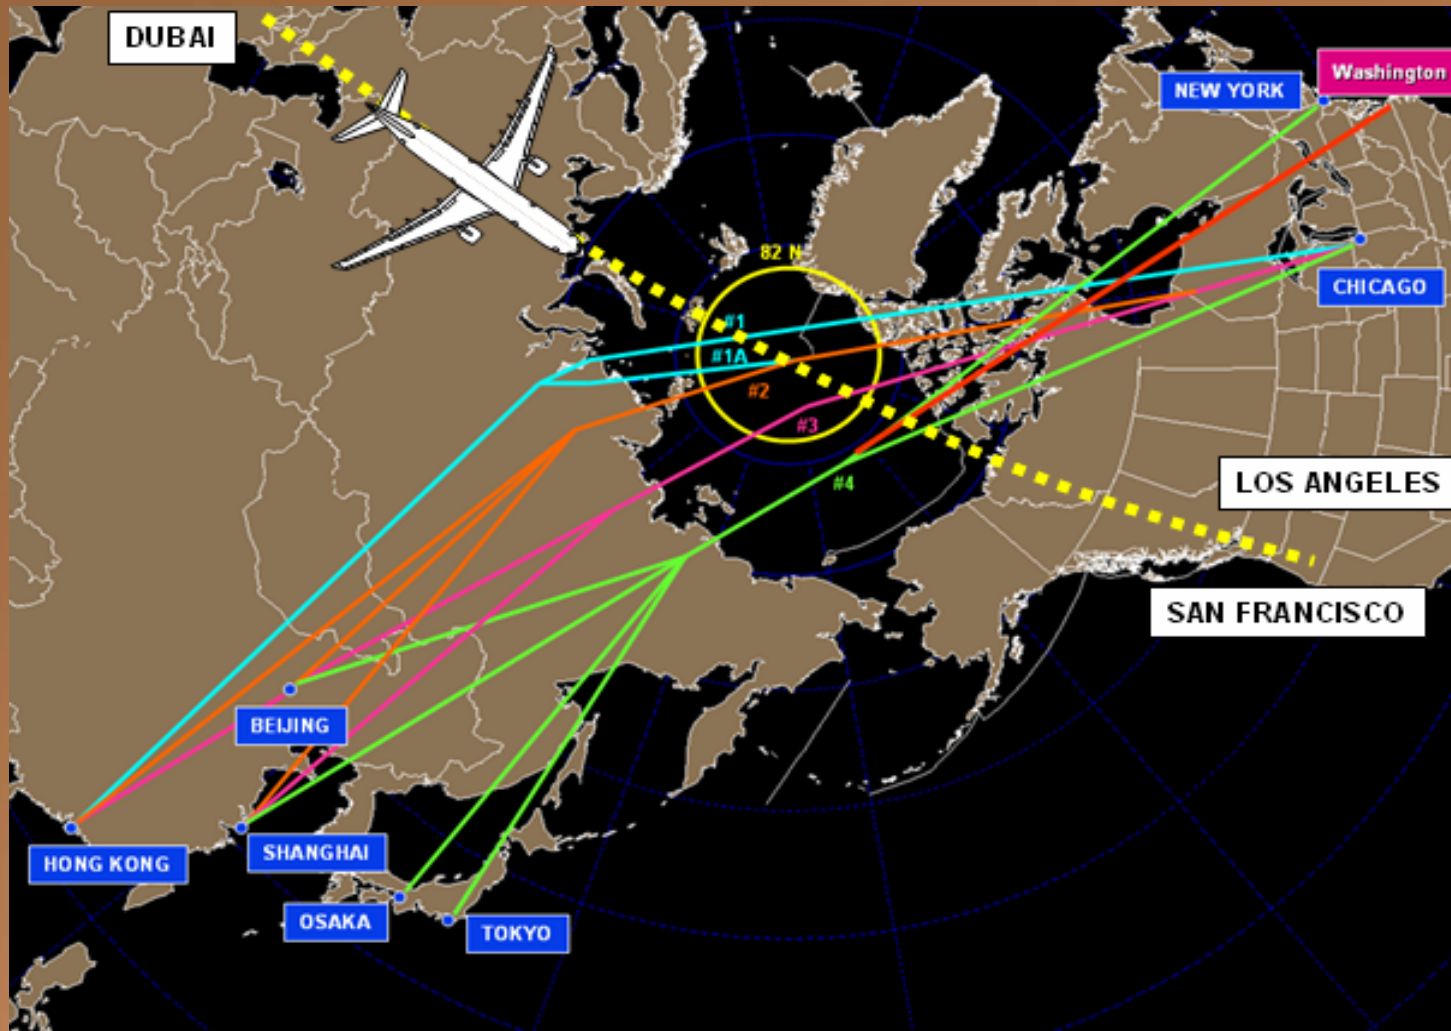 DUBAI
Washington
NEW YORK
82 N
CHICAGO
#1
#1A
#2
#3
#4
LOS ANGELES
SAN FRANCISCO
BEIJING
HONG KONG
SHANGHAI
OSAKA
TOKYO